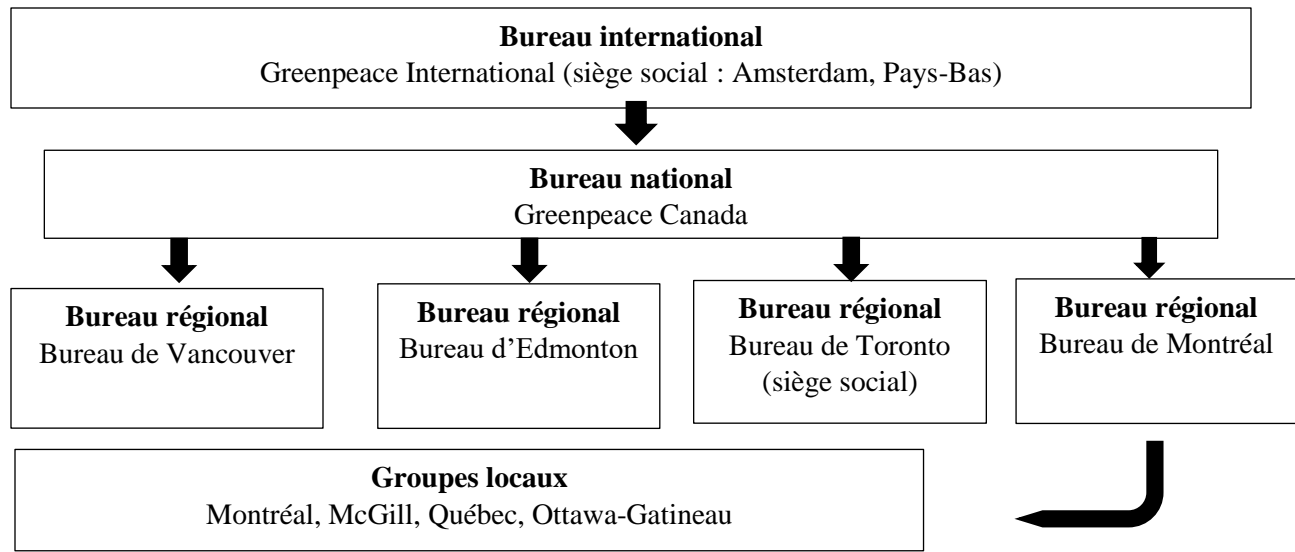 Bureau international
Greenpeace International (siège social : Amsterdam, Pays-Bas)
Bureau national
Greenpeace Canada
Bureau régional
Bureau de Vancouver
Bureau régional
Bureau d’Edmonton
Bureau régional
Bureau de Toronto
(siège social)
Bureau régional
Bureau de Montréal
Groupes locaux
Montréal, McGill, Québec, Ottawa-Gatineau